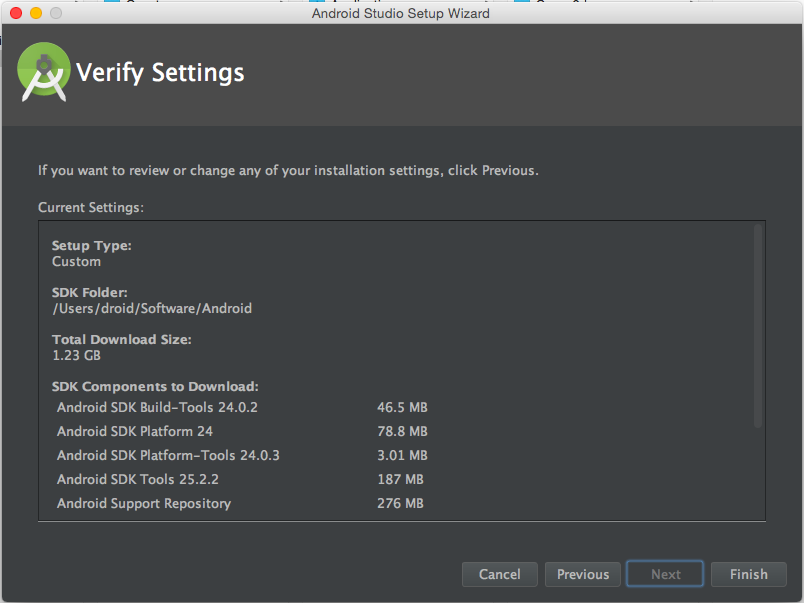 Android Studio Setup Wizard
Verify Settings
If you want to review or change any of your installation settings, click Previous.
Current Settings:
Setup Type:
Custom
SDK Folder:
/Users/droid/Software/Android
Total Download Size:
1.23 GB
SDK Components to Download:
Android SDK Build-Tools 24.0.2 46.5 MB
Android SDK Platform 24 78.8 MB
Android SDK Platform-Tools 24.0.3 3.01 MB
Android SDK Tools 25.2.2 187 MB
Android Support Repository 276 MB
Cancel Previous Next Finish